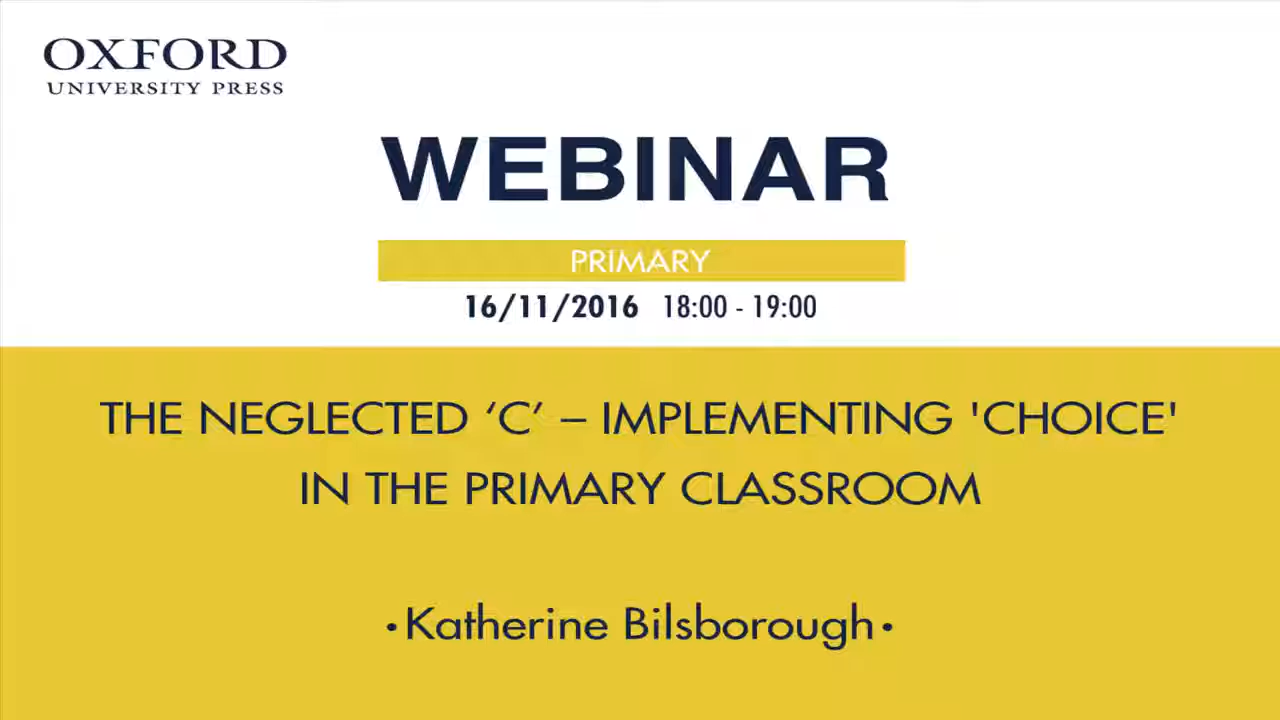 OXFORD
UNIVERSITY PRESS
WEBINAR
PRIMARY
16/11/2016 18:00 - 19:00
THE NEGLECTED ‘C’ – IMPLEMENTING 'CHOICE'
IN THE PRIMARY CLASSROOM
•Katherine Bilsborough•